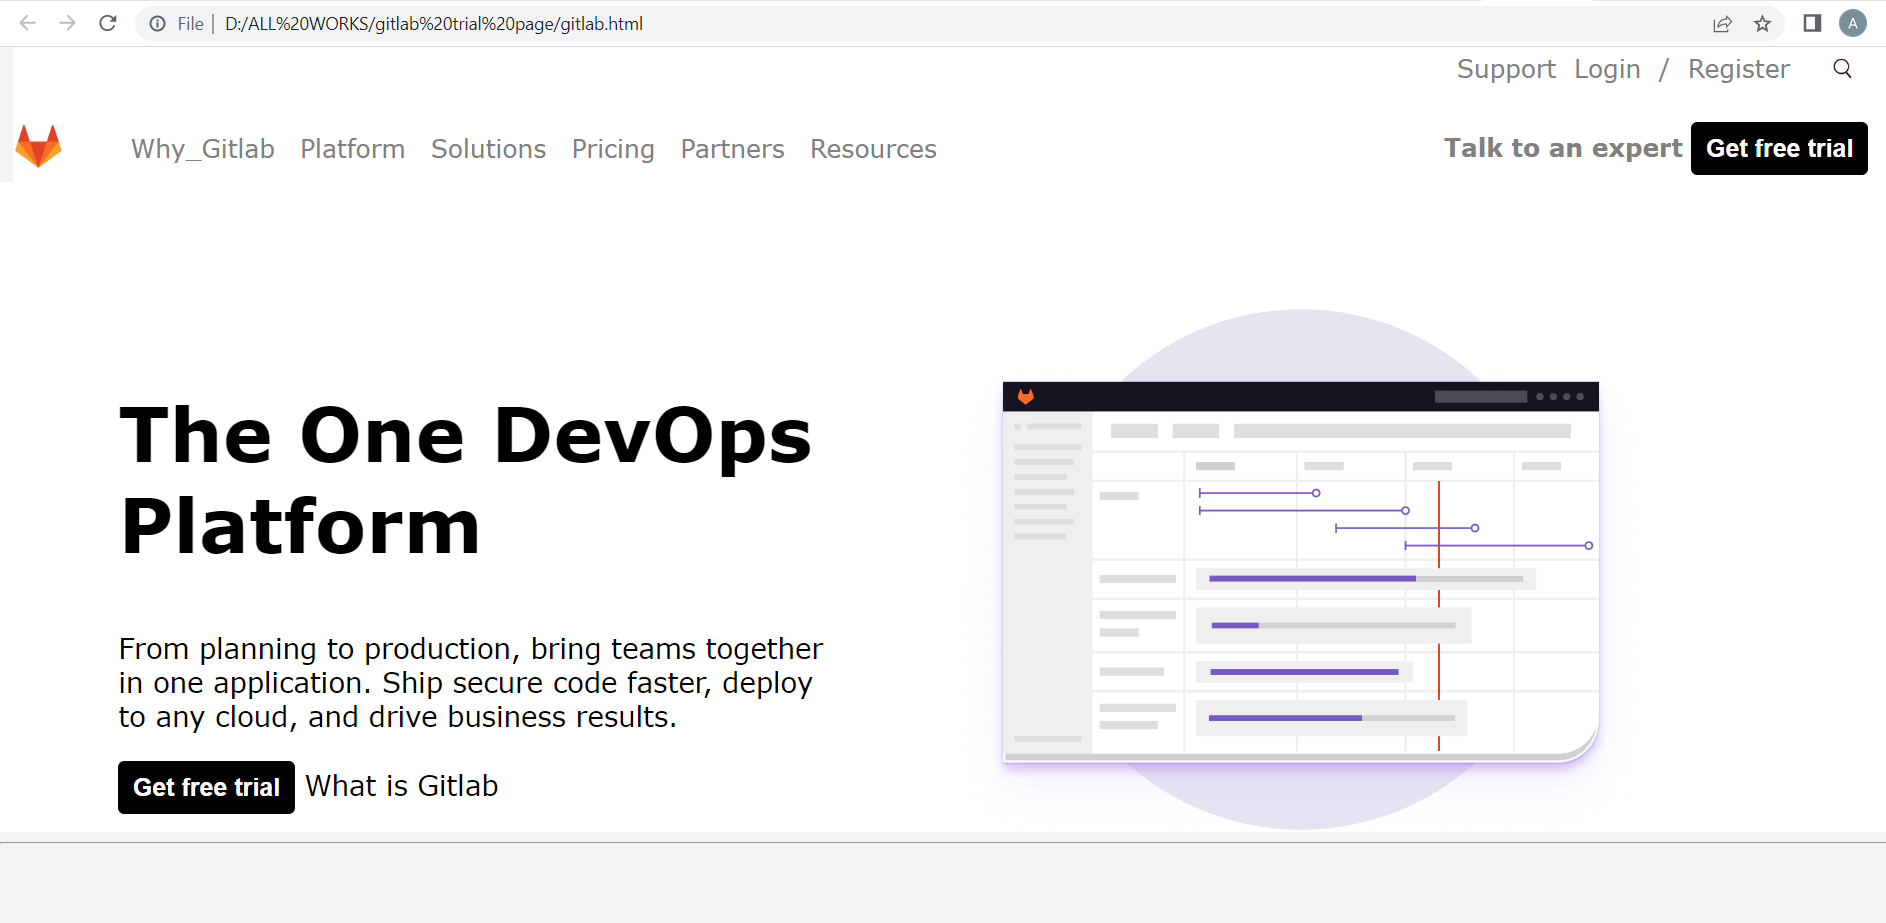 File | D:/ALL%20WORKS/gitlab%20trial%20page/gitlab.html
A
Support Login / Register
Why_Gitlab Platform Solutions Pricing Partners Resources
Talk to an expert Get free trial
The One DevOps
Platform
From planning to production, bring teams together
in one application. Ship secure code faster, deploy
to any cloud, and drive business results.
Get free trial What is Gitlab